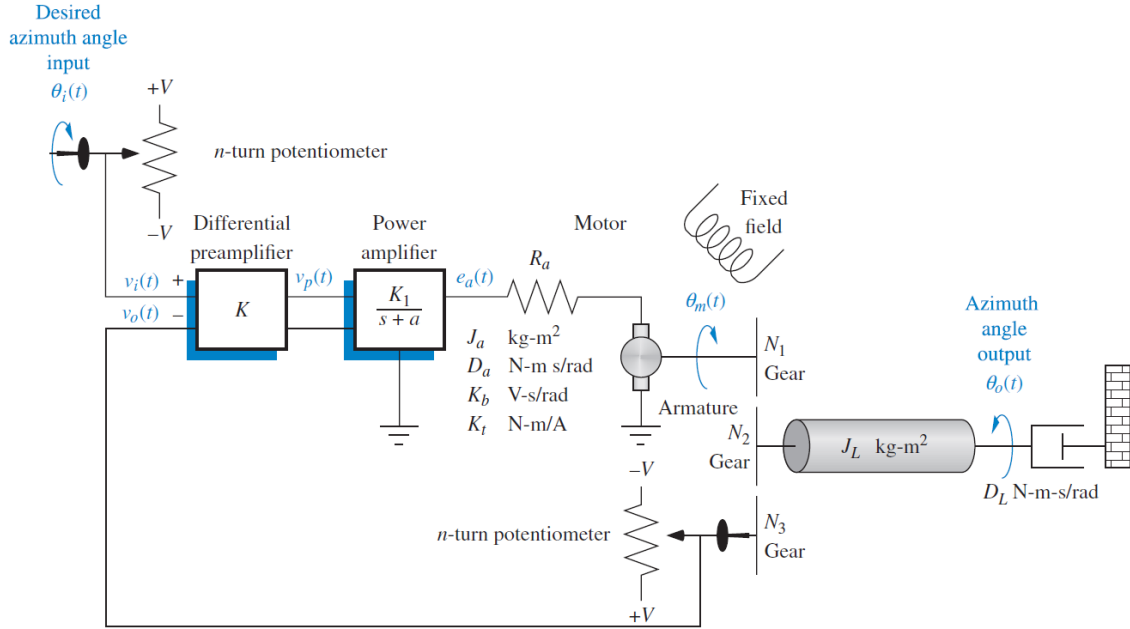 Desired
azimuth angle
input
θi(t)
+V
n-turn potentiometer
−V
Differential
preamplifier
Power
amplifier
Motor
Fixed
field
vi(t) +
vo(t) −
K
vp(t)
K1
s + a
ea(t)
Ra
Ja kg-m²
Da N-m s/rad
Kb V-s/rad
Kt N-m/A
θm(t)
N1
Gear
Armature
N2
Gear
JL kg-m²
Azimuth
angle
output
θo(t)
DL N-m-s/rad
−V
n-turn potentiometer
N3
Gear
+V